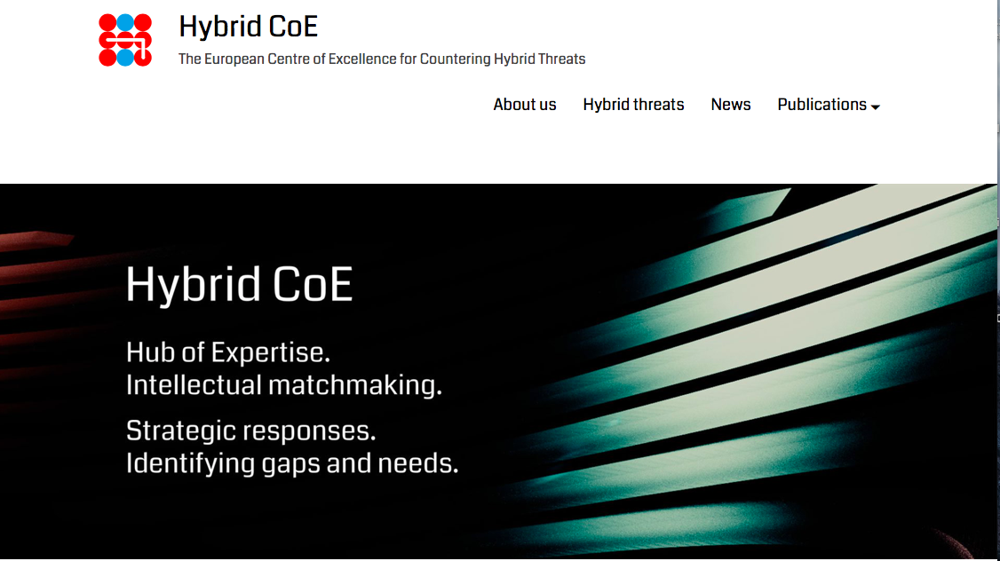 Hybrid CoE
The European Centre of Excellence for Countering Hybrid Threats
About us Hybrid threats News Publications
Hybrid CoE
Hub of Expertise.
Intellectual matchmaking.
Strategic responses.
Identifying gaps and needs.